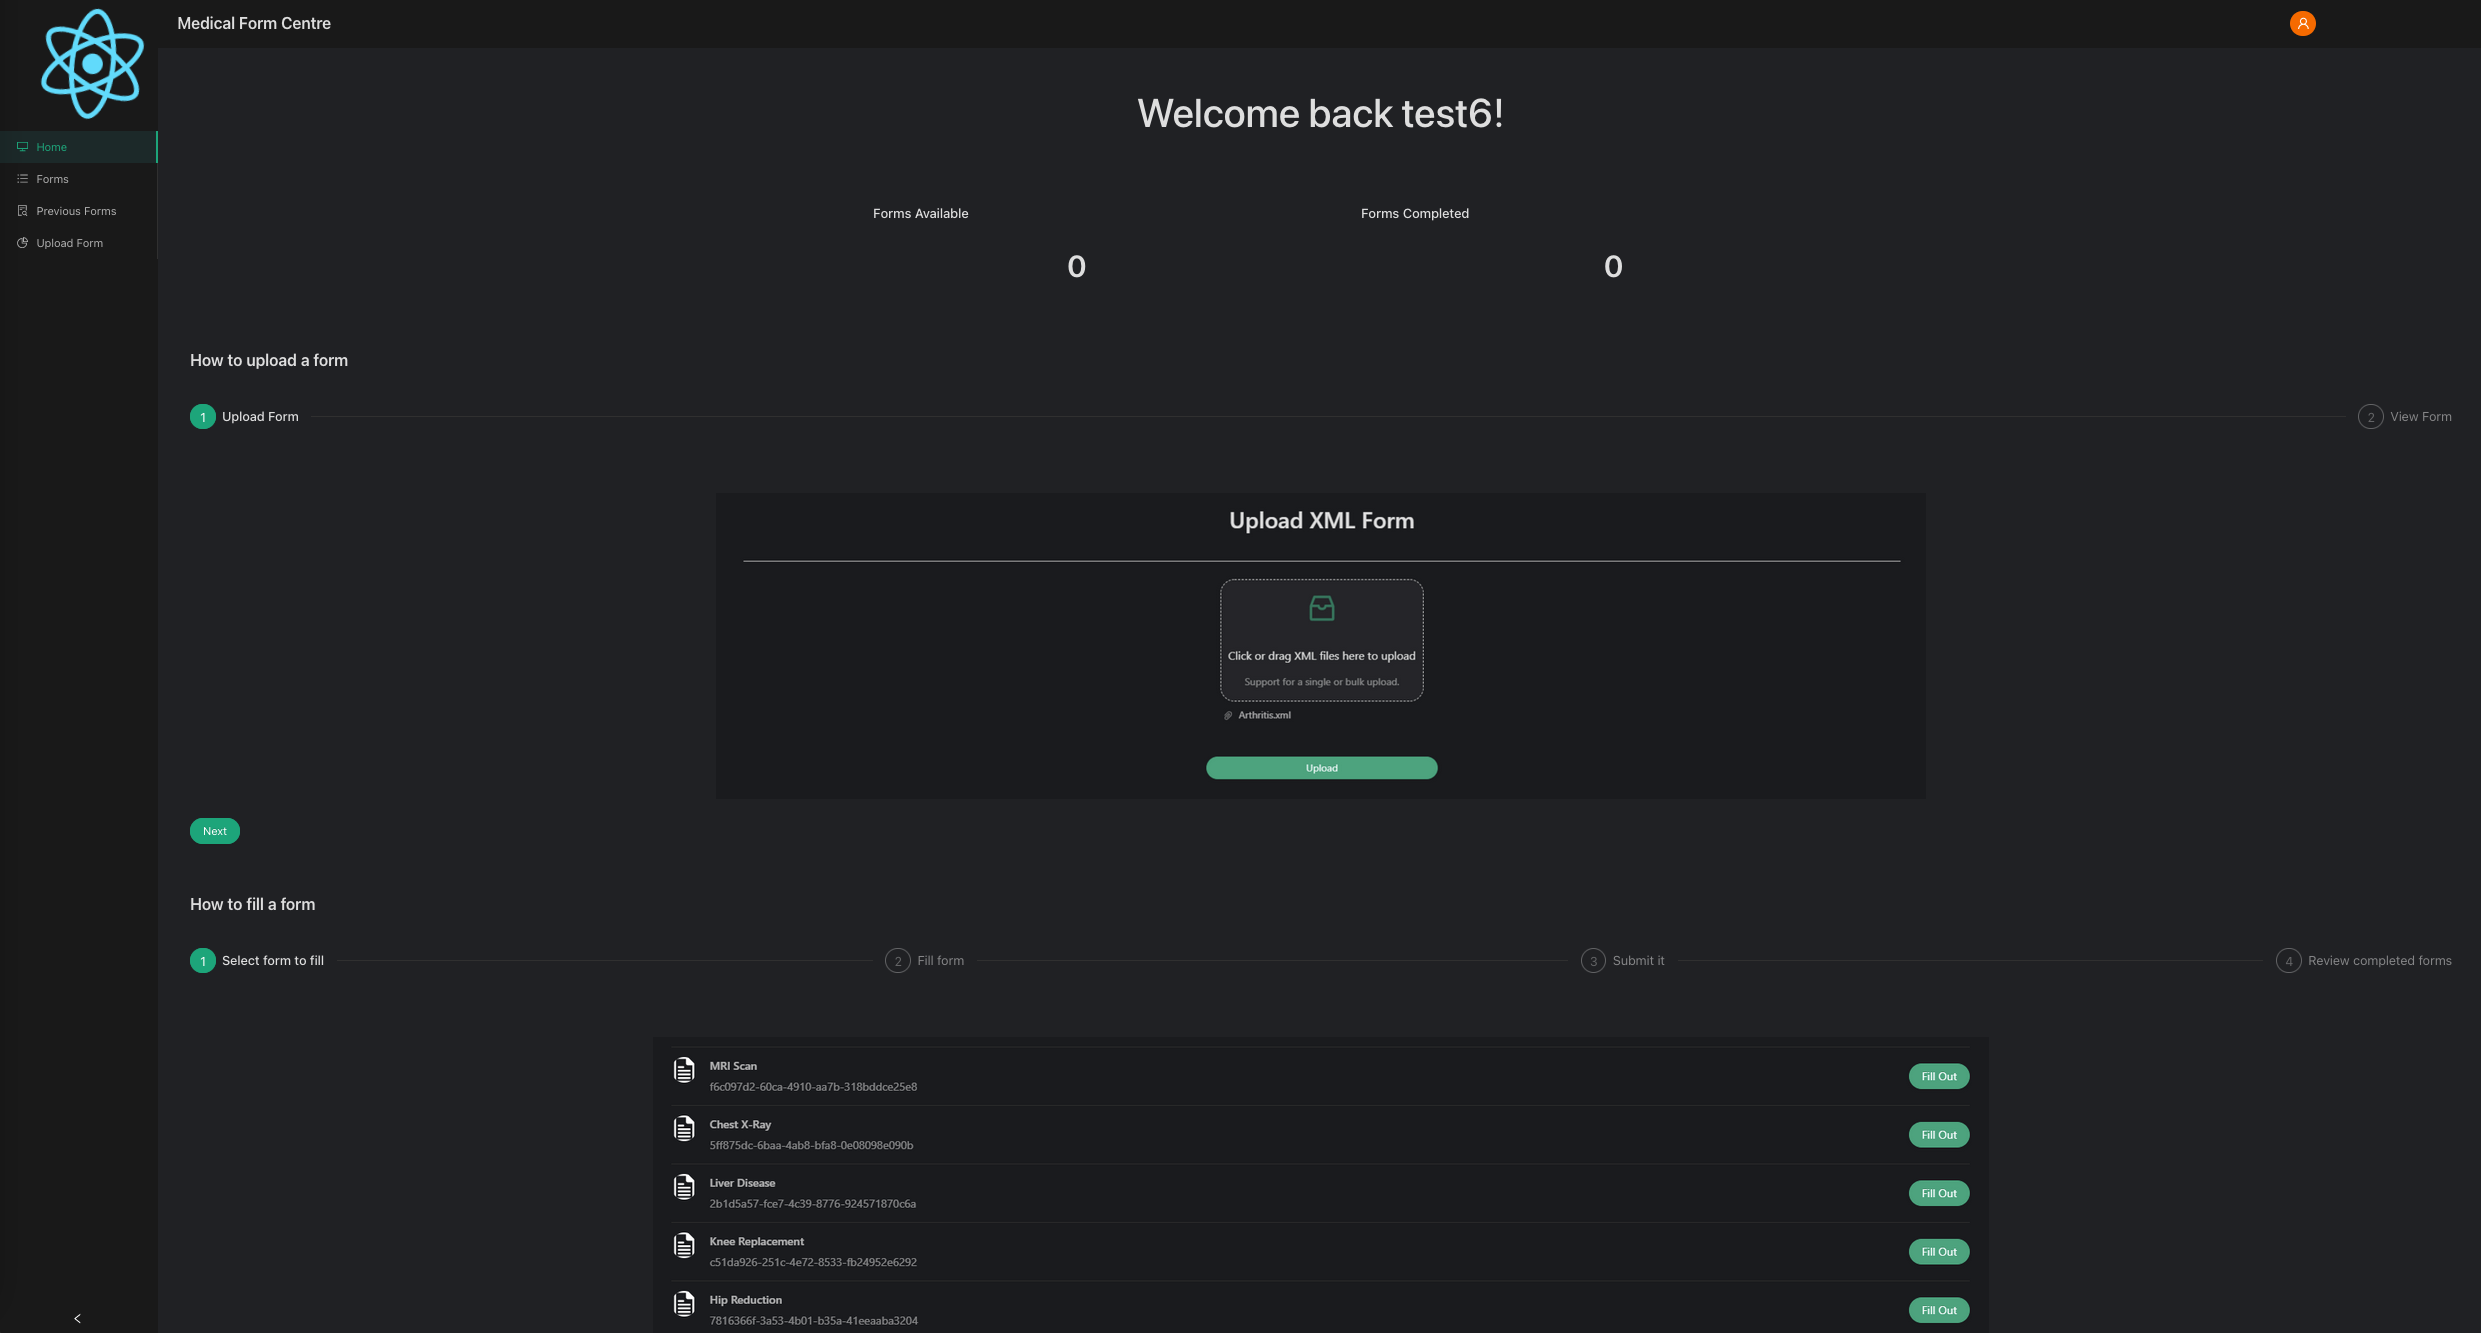 Medical Form Centre
Home
Forms
Previous Forms
Upload Form
Welcome back test6!
Forms Available
Forms Completed
0
0
How to upload a form
1 Upload Form
2 View Form
Upload XML Form
Click or drag XML files here to upload
Support for a single or bulk upload.
Arthritis.xml
Upload
Next
How to fill a form
1 Select form to fill
2 Fill form
3 Submit it
4 Review completed forms
MRI Scan
f6c097d2-60ca-4910-aa7b-318bddce25e8
Fill Out
Chest X-Ray
5ff875dc-6baa-4ab8-bfa8-0e08098e090b
Fill Out
Liver Disease
2b1d5a57-fce7-4c39-8776-924571870c6a
Fill Out
Knee Replacement
c51da926-251c-4e72-8533-fb24952e6292
Fill Out
Hip Reduction
7816366f-3a53-4b01-b35a-41eeaaba3204
Fill Out